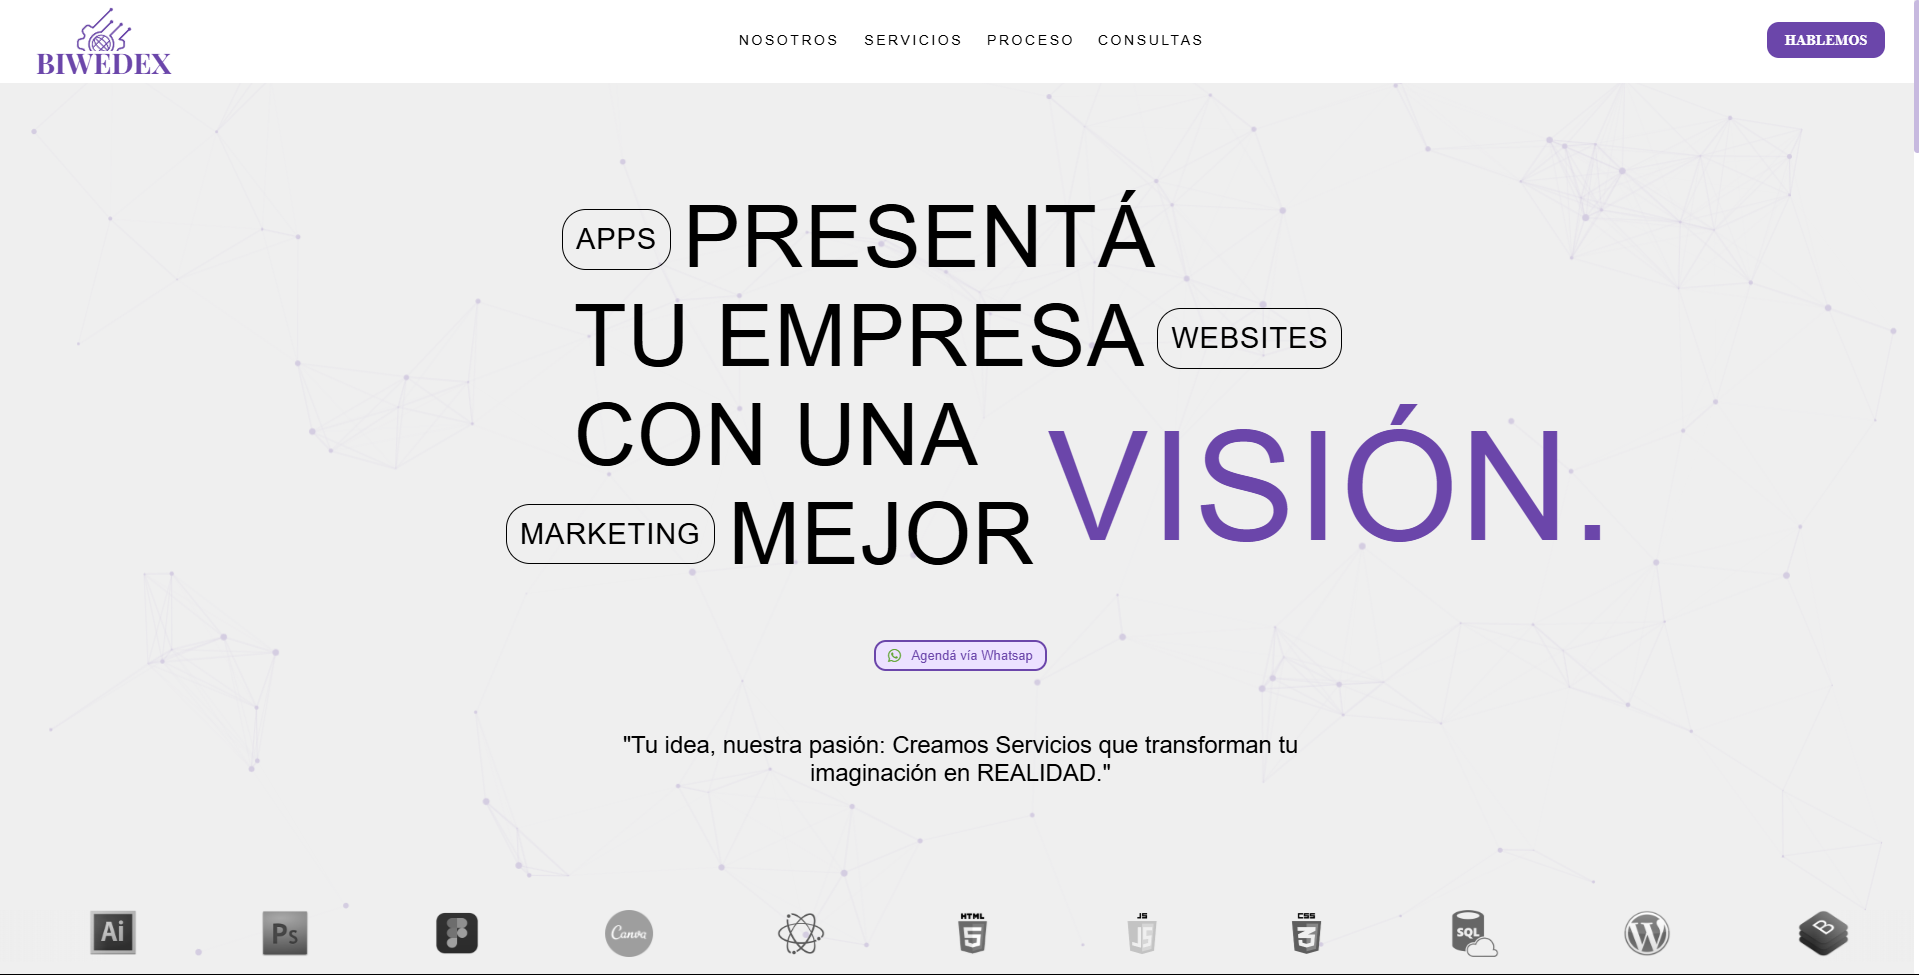 BIWEDEX
NOSOTROS SERVICIOS PROCESO CONSULTAS
HABLEMOS
APPS PRESENTÁ
TU EMPRESA WEBSITES
CON UNA
MARKETING MEJOR VISIÓN.
Agendá vía Whatsap
"Tu idea, nuestra pasión: Creamos Servicios que transforman tu
imaginación en REALIDAD."
Ai Ps Canva HTML 5 JS JS CSS 3 SQL W B